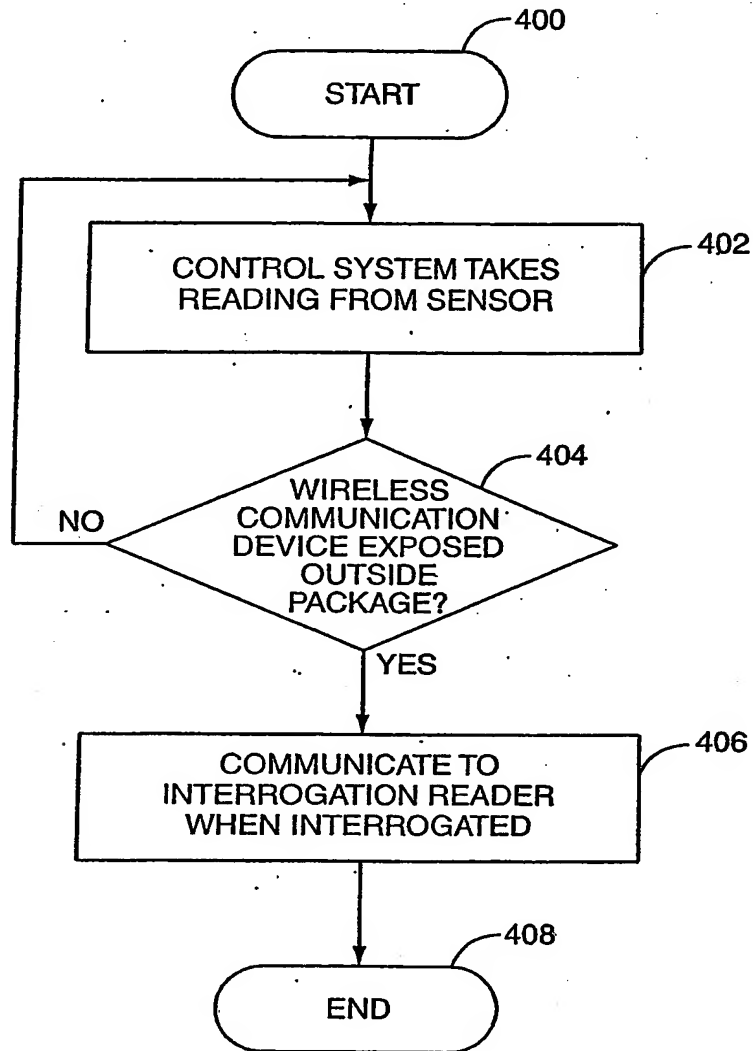 400
START
402
CONTROL SYSTEM TAKES
READING FROM SENSOR
404
WIRELESS
COMMUNICATION
DEVICE EXPOSED
OUTSIDE
PACKAGE?
NO
YES
406
COMMUNICATE TO
INTERROGATION READER
WHEN INTERROGATED
408
END